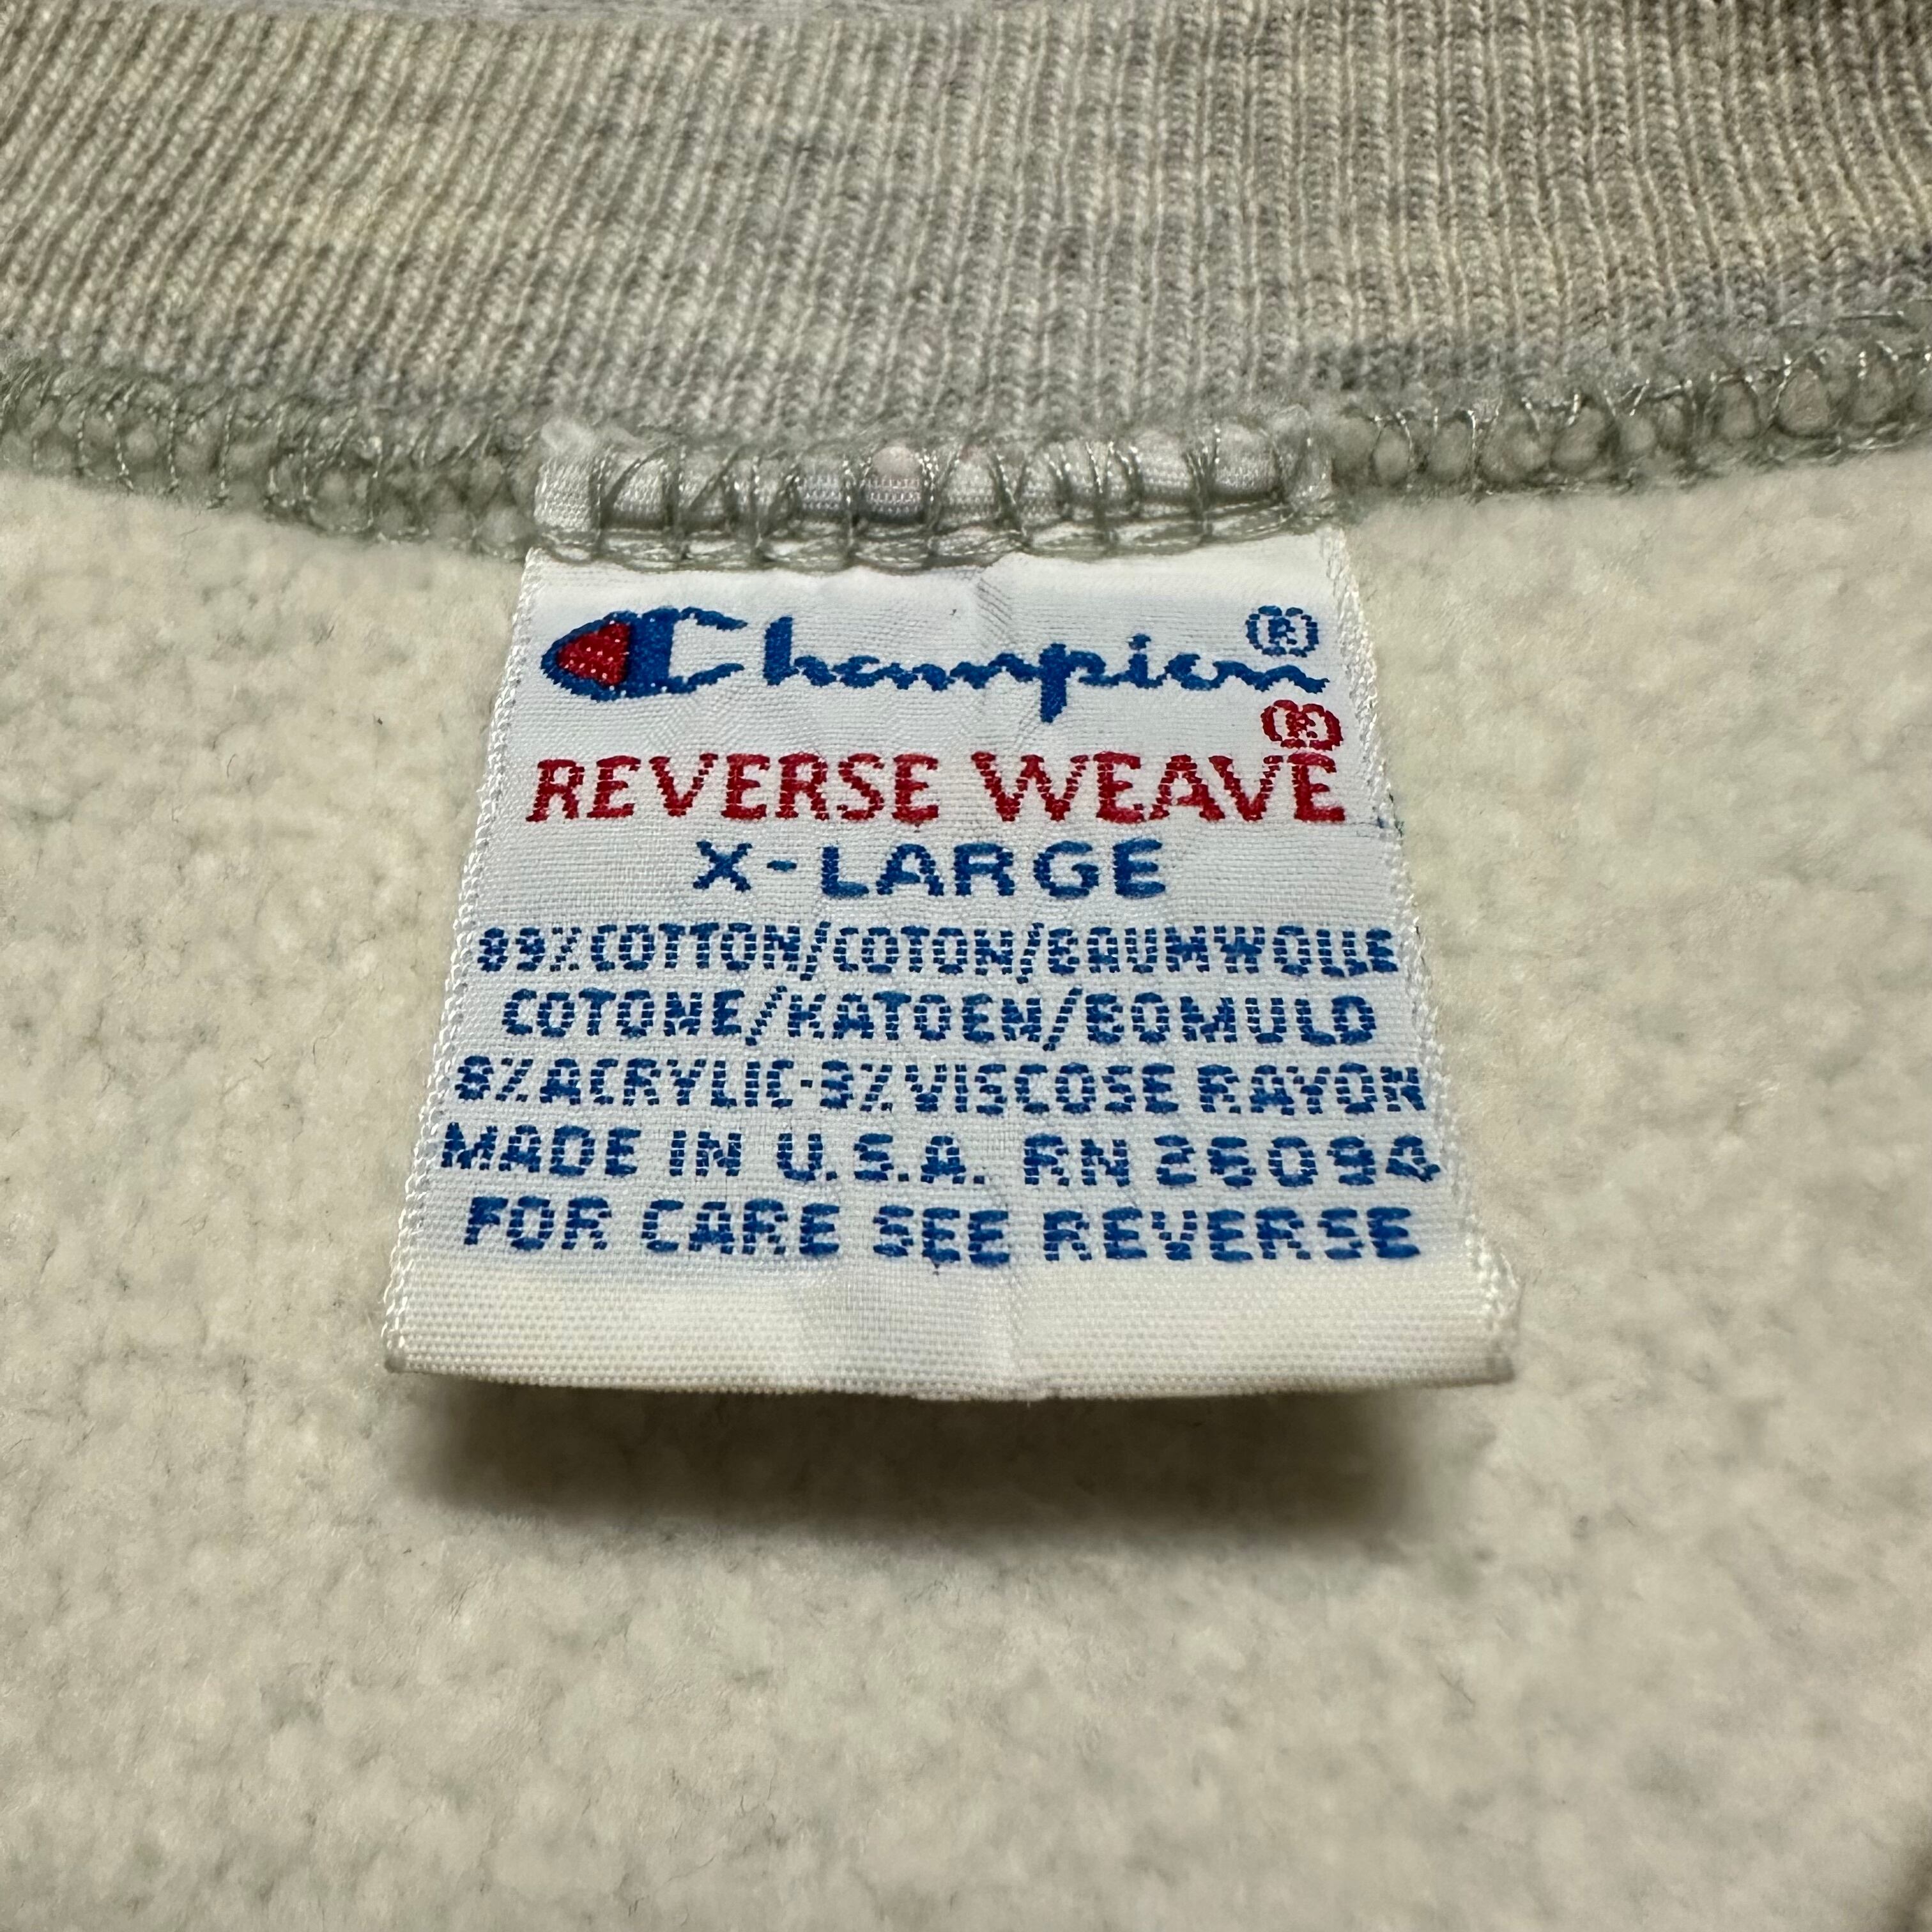 Champion®
REVERSE WEAVE®
X-LARGE
89% COTTON/COTON/BAUMWOLLE
COTONE/KATOEN/BOMULD
8% ACRYLIC-3% VISCOSE RAYON
MADE IN U.S.A. RN 26094
FOR CARE SEE REVERSE